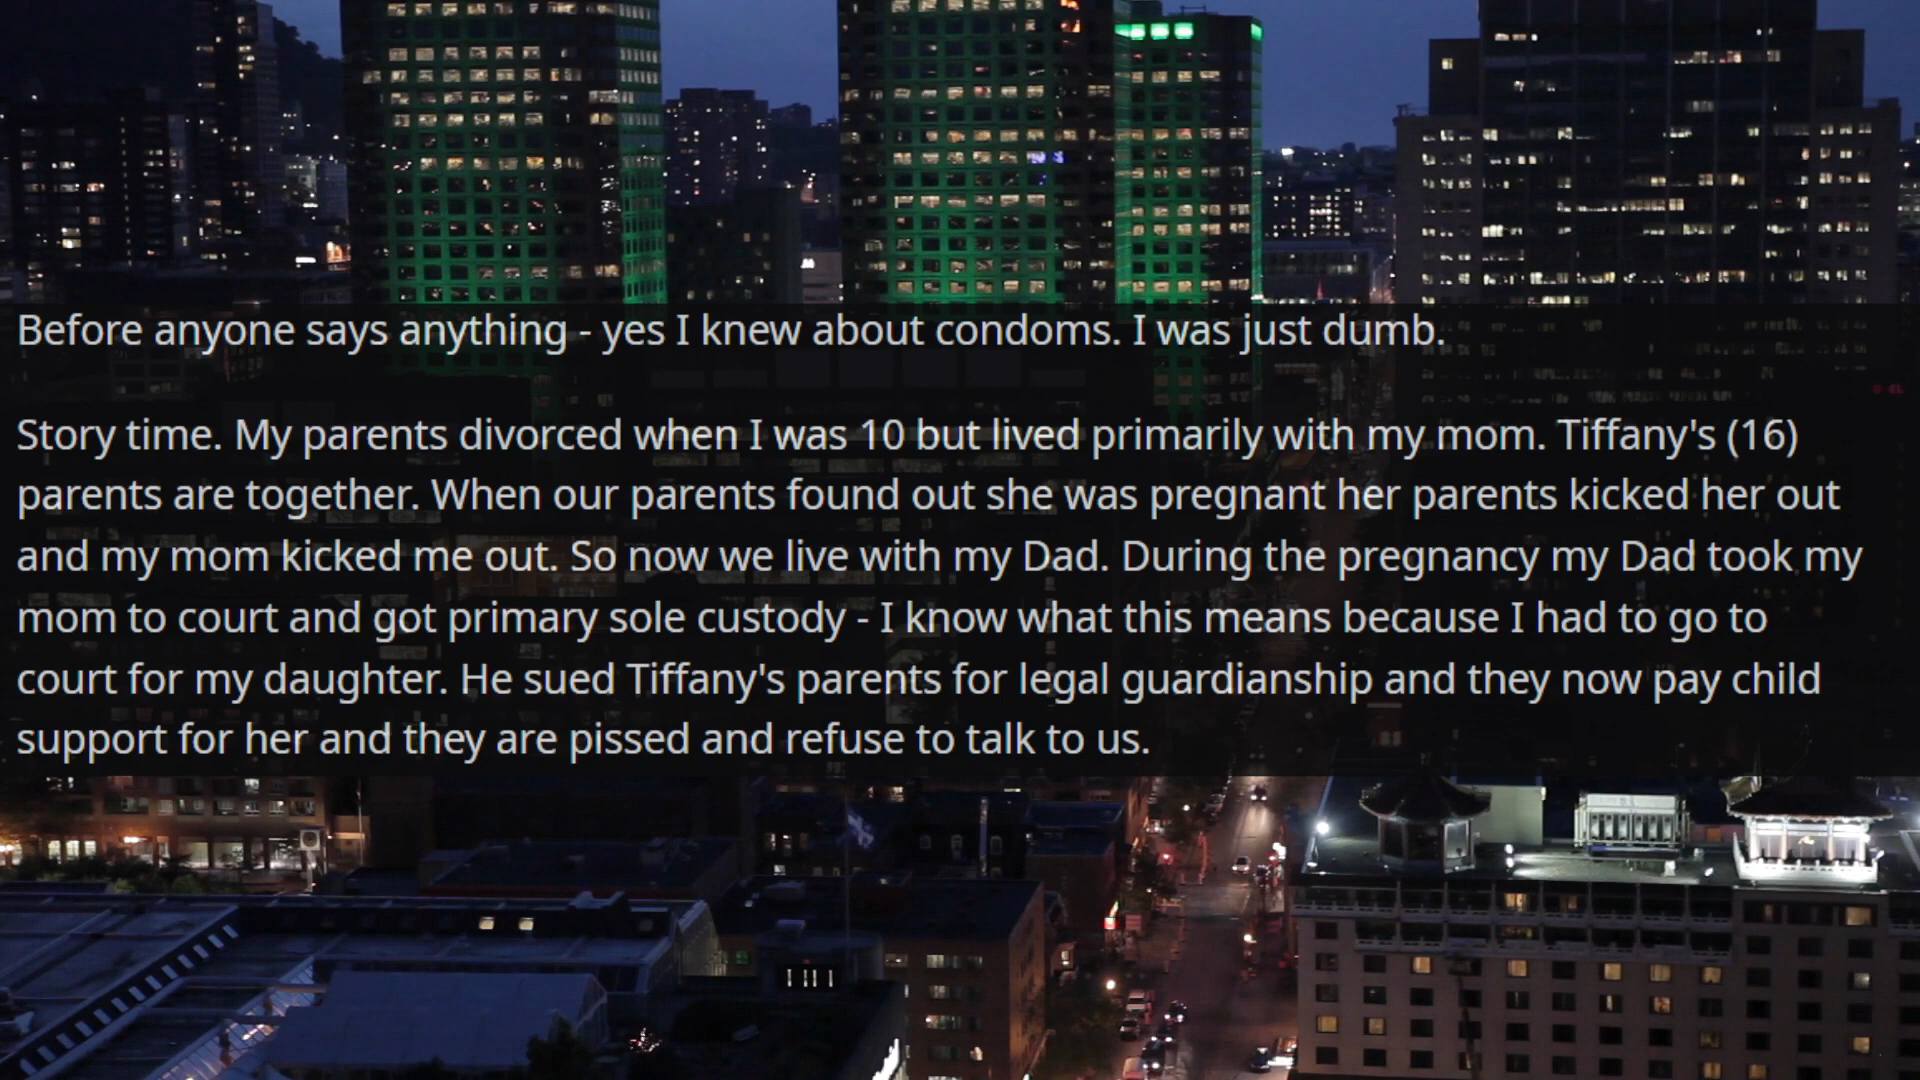 Before anyone says anything - yes I knew about condoms. I was just dumb.
Story time. My parents divorced when I was 10 but lived primarily with my mom. Tiffany's (16)
parents are together. When our parents found out she was pregnant her parents kicked her out
and my mom kicked me out. So now we live with my Dad. During the pregnancy my Dad took my
mom to court and got primary sole custody - I know what this means because I had to go to
court for my daughter. He sued Tiffany's parents for legal guardianship and they now pay child
support for her and they are pissed and refuse to talk to us.